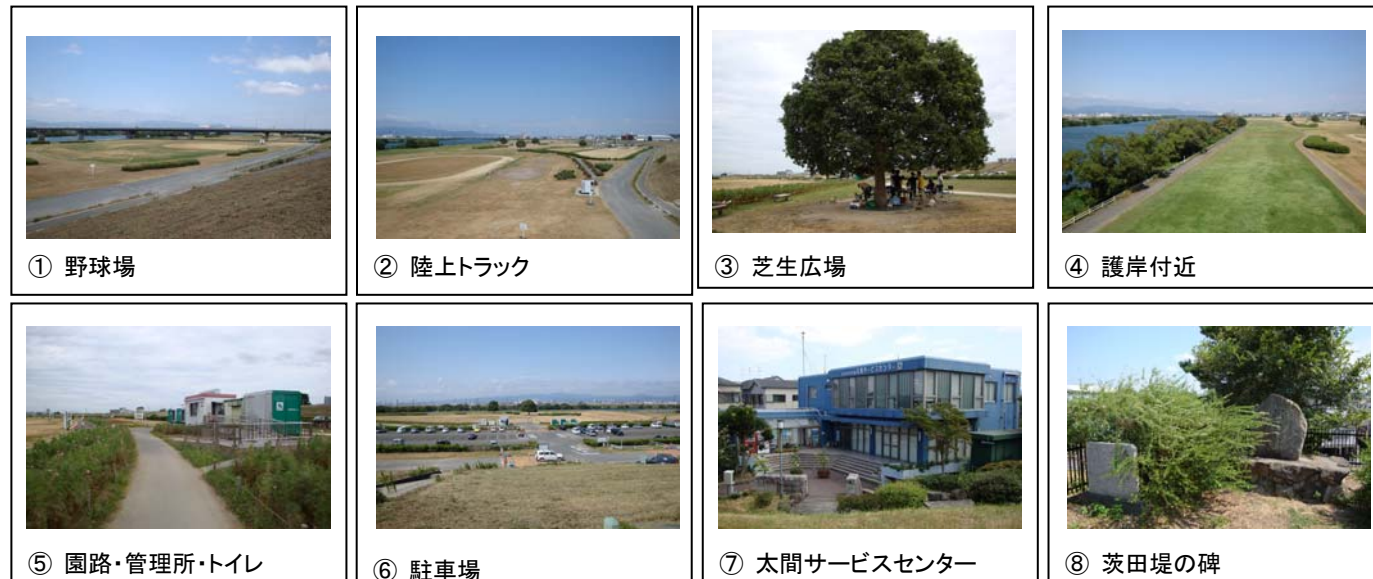 ① 野球場
② 陸上トラック
③ 芝生広場
④ 護岸付近
⑤ 園路・管理所・トイレ
⑥ 駐車場
⑦ 太間サービスセンター
⑧ 茨田堤の碑